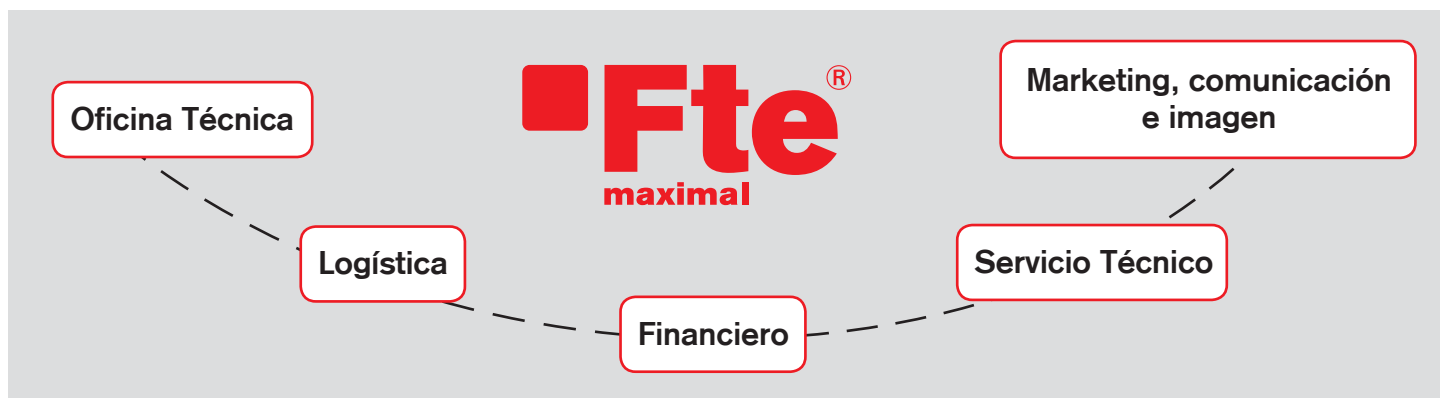 Fte®
maximal
Oficina Técnica
Logística
Financiero
Servicio Técnico
Marketing, comunicación
e imagen